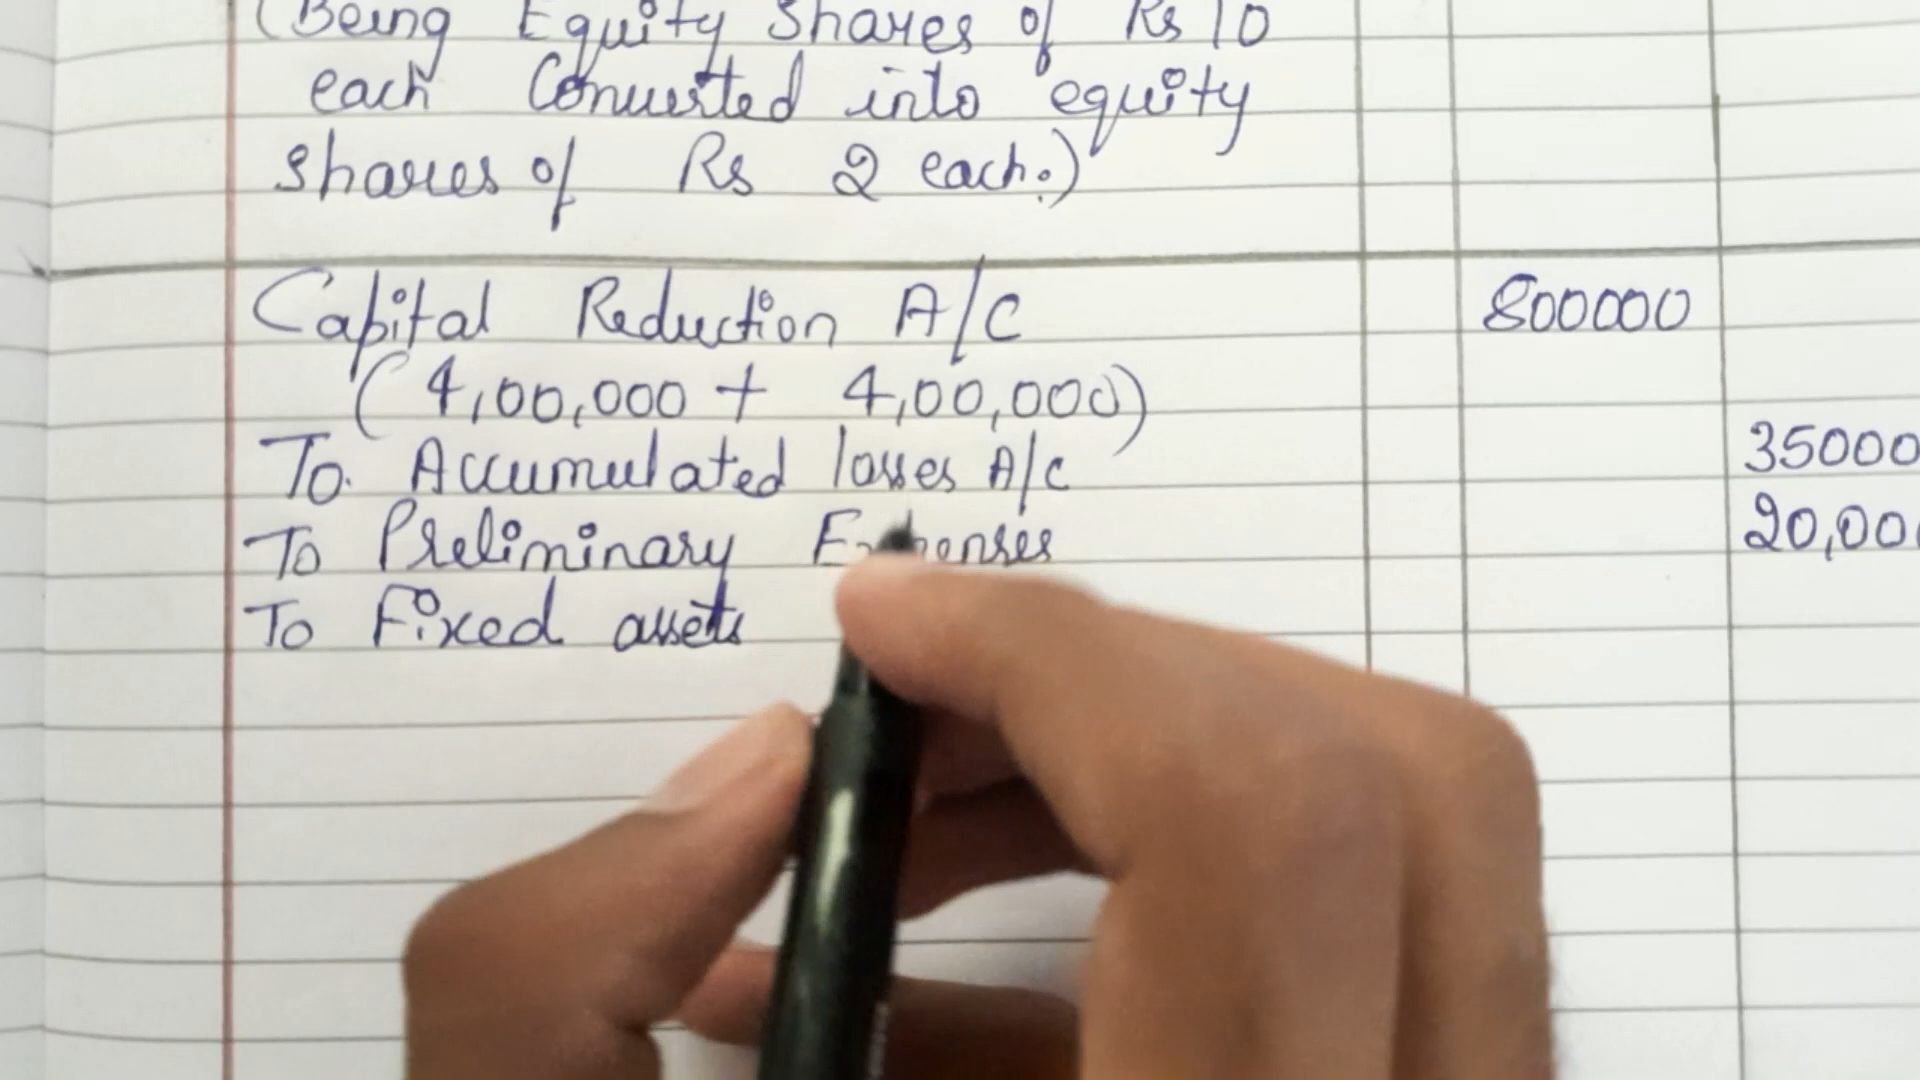 (Being Equity Shares of Rs 10
each Converted into equity
shares of Rs 2 each.)
Capital Reduction A/C 800000
(4,00,000 + 4,00,000)
To. Accumulated losses A/c 35000
To Preliminary Expenses 20,00
To Fixed assets